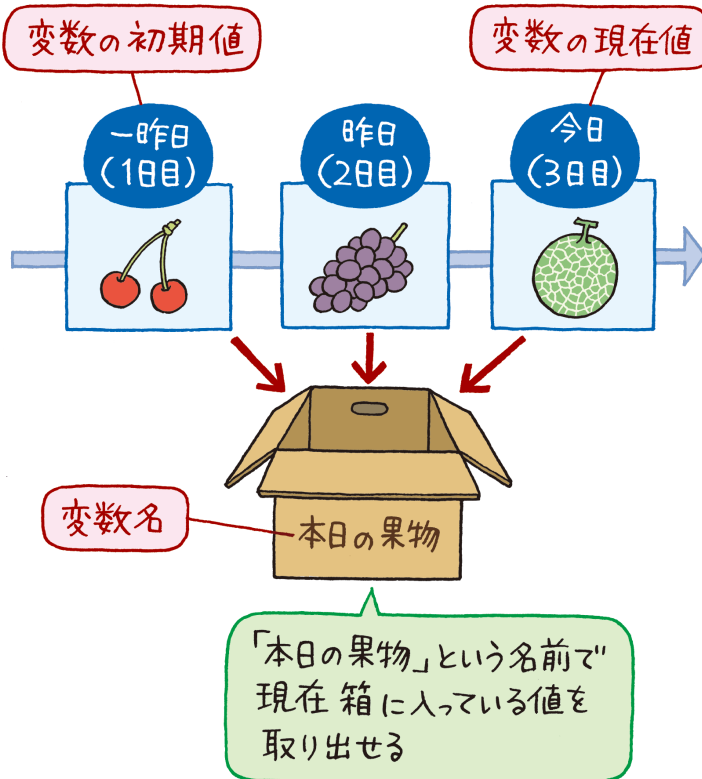 変数の初期値
変数の現在値
一昨日
(1日目)
昨日
(2日目)
今日
(3日目)
変数名
本日の果物
「本日の果物」という名前で
現在 箱に入っている値を
取り出せる